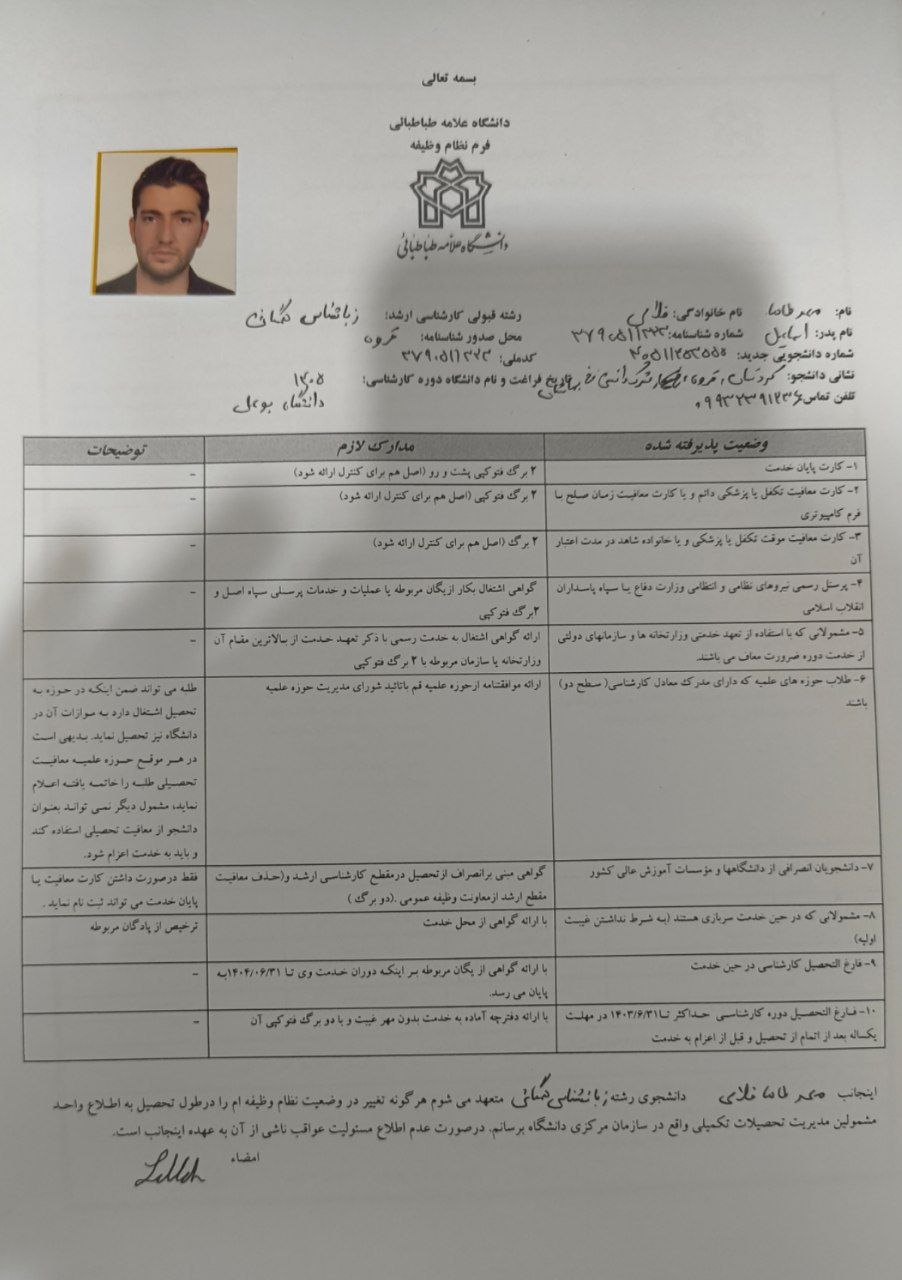 بسمه تعالی
دانشگاه علامه طباطبائی
فرم نظام وظیفه
دانشگاه علامه طباطبائی
نام: محمد طاها نام خانوادگی: غلامی رشته قبولی کارشناسی ارشد: زبانشناسی همگانی
نام پدر: اسماعیل شماره شناسنامه: محل صدور شناسنامه: قروه
شماره دانشجویی جدید: کدملی:
نشانی دانشجو: کردستان، قروه، تاریخ فراغت و نام دانشگاه دوره کارشناسی: دانشگاه بوعلی
تلفن تماس:
وضعیت پذیرفته شده مدارک لازم توضیحات
۱- کارت پایان خدمت ۲ برگ فتوکپی پشت و رو (اصل هم برای کنترل ارائه شود) -
۲- کارت معافیت تکفل یا پزشکی دائم و یا کارت معافیت زمان صلح با ۲ برگ فتوکپی (اصل هم برای کنترل ارائه شود) -
فرم کامپیوتری
۳- کارت معافیت موقت تکفل یا پزشکی و یا خانواده شاهد در مدت اعتبار ۲ برگ (اصل هم برای کنترل ارائه شود) -
آن
۴- پرسنل رسمی نیروهای نظامی و انتظامی وزارت دفاع یا سپاه پاسداران گواهی اشتغال بکار ازیگان مربوطه یا عملیات و خدمات پرسنلی سپاه اصل و -
انقلاب اسلامی ۲برگ فتوکپی
۵- مشمولانی که با استفاده از تعهد خدمتی وزارتخانه ها و سازمانهای دولتی ارائه گواهی اشتغال به خدمت رسمی با ذکر تعهد خدمت از بالاترین مقام آن -
از خدمت دوره ضرورت معاف می باشند. وزارتخانه یا سازمان مربوطه با ۲ برگ فتوکپی
۶- طلاب حوزه های علمیه که دارای مدرک معادل کارشناسی( سطح دو) ارائه موافقتنامه ازحوزه علمیه قم باتائید شورای مدیریت حوزه علمیه طلبه می تواند ضمن اینکه در حوزه به
باشند تحصیل اشتغال دارد به موازات آن در
دانشگاه نیز تحصیل نماید. بدیهی است
در هر موقع حوزه علمیه معافیت
تحصیلی طلبه را خاتمه یافته اعلام
نماید، مشمول دیگر نمی تواند بعنوان
دانشجو از معافیت تحصیلی استفاده کند
و باید به خدمت اعزام شود.
۷- دانشجویان انصرافی از دانشگاهها و مؤسسات آموزش عالی کشور گواهی مبنی برانصراف ازتحصیل درمقطع کارشناسی ارشد و(حذف معافیت فقط درصورت داشتن کارت معافیت یا
مقطع ارشد ازمعاونت وظیفه عمومی .(دو برگ ) پایان خدمت می تواند ثبت نام نماید .
۸- مشمولانی که در حین خدمت سربازی هستند (به شرط نداشتن غیبت با ارائه گواهی از محل خدمت ترخیص از پادگان مربوطه
اولیه)
۹- فارغ التحصیل کارشناسی در حین خدمت با ارائه گواهی از یگان مربوطه بر اینکه دوران خدمت وی تا ۱۴۰۴/۰۶/۳۱به -
پایان می رسد.
۱۰- فارغ التحصیل دوره کارشناسی حداکثر تا۱۴۰۳/۶/۳۱ در مهلت با ارائه دفترچه آماده به خدمت بدون مهر غیبت و با دو برگ فتوکپی آن -
یکساله بعد از اتمام از تحصیل و قبل از اعزام به خدمت
اینجانب محمد طاها غلامی دانشجوی رشته زبانشناسی همگانی متعهد می شوم هرگونه تغییر در وضعیت نظام وظیفه ام را درطول تحصیل به اطلاع واحد
مشمولین مدیریت تحصیلات تکمیلی واقع در سازمان مرکزی دانشگاه برسانم. درصورت عدم اطلاع مسئولیت عواقب ناشی از آن به عهده اینجانب است.
امضاء